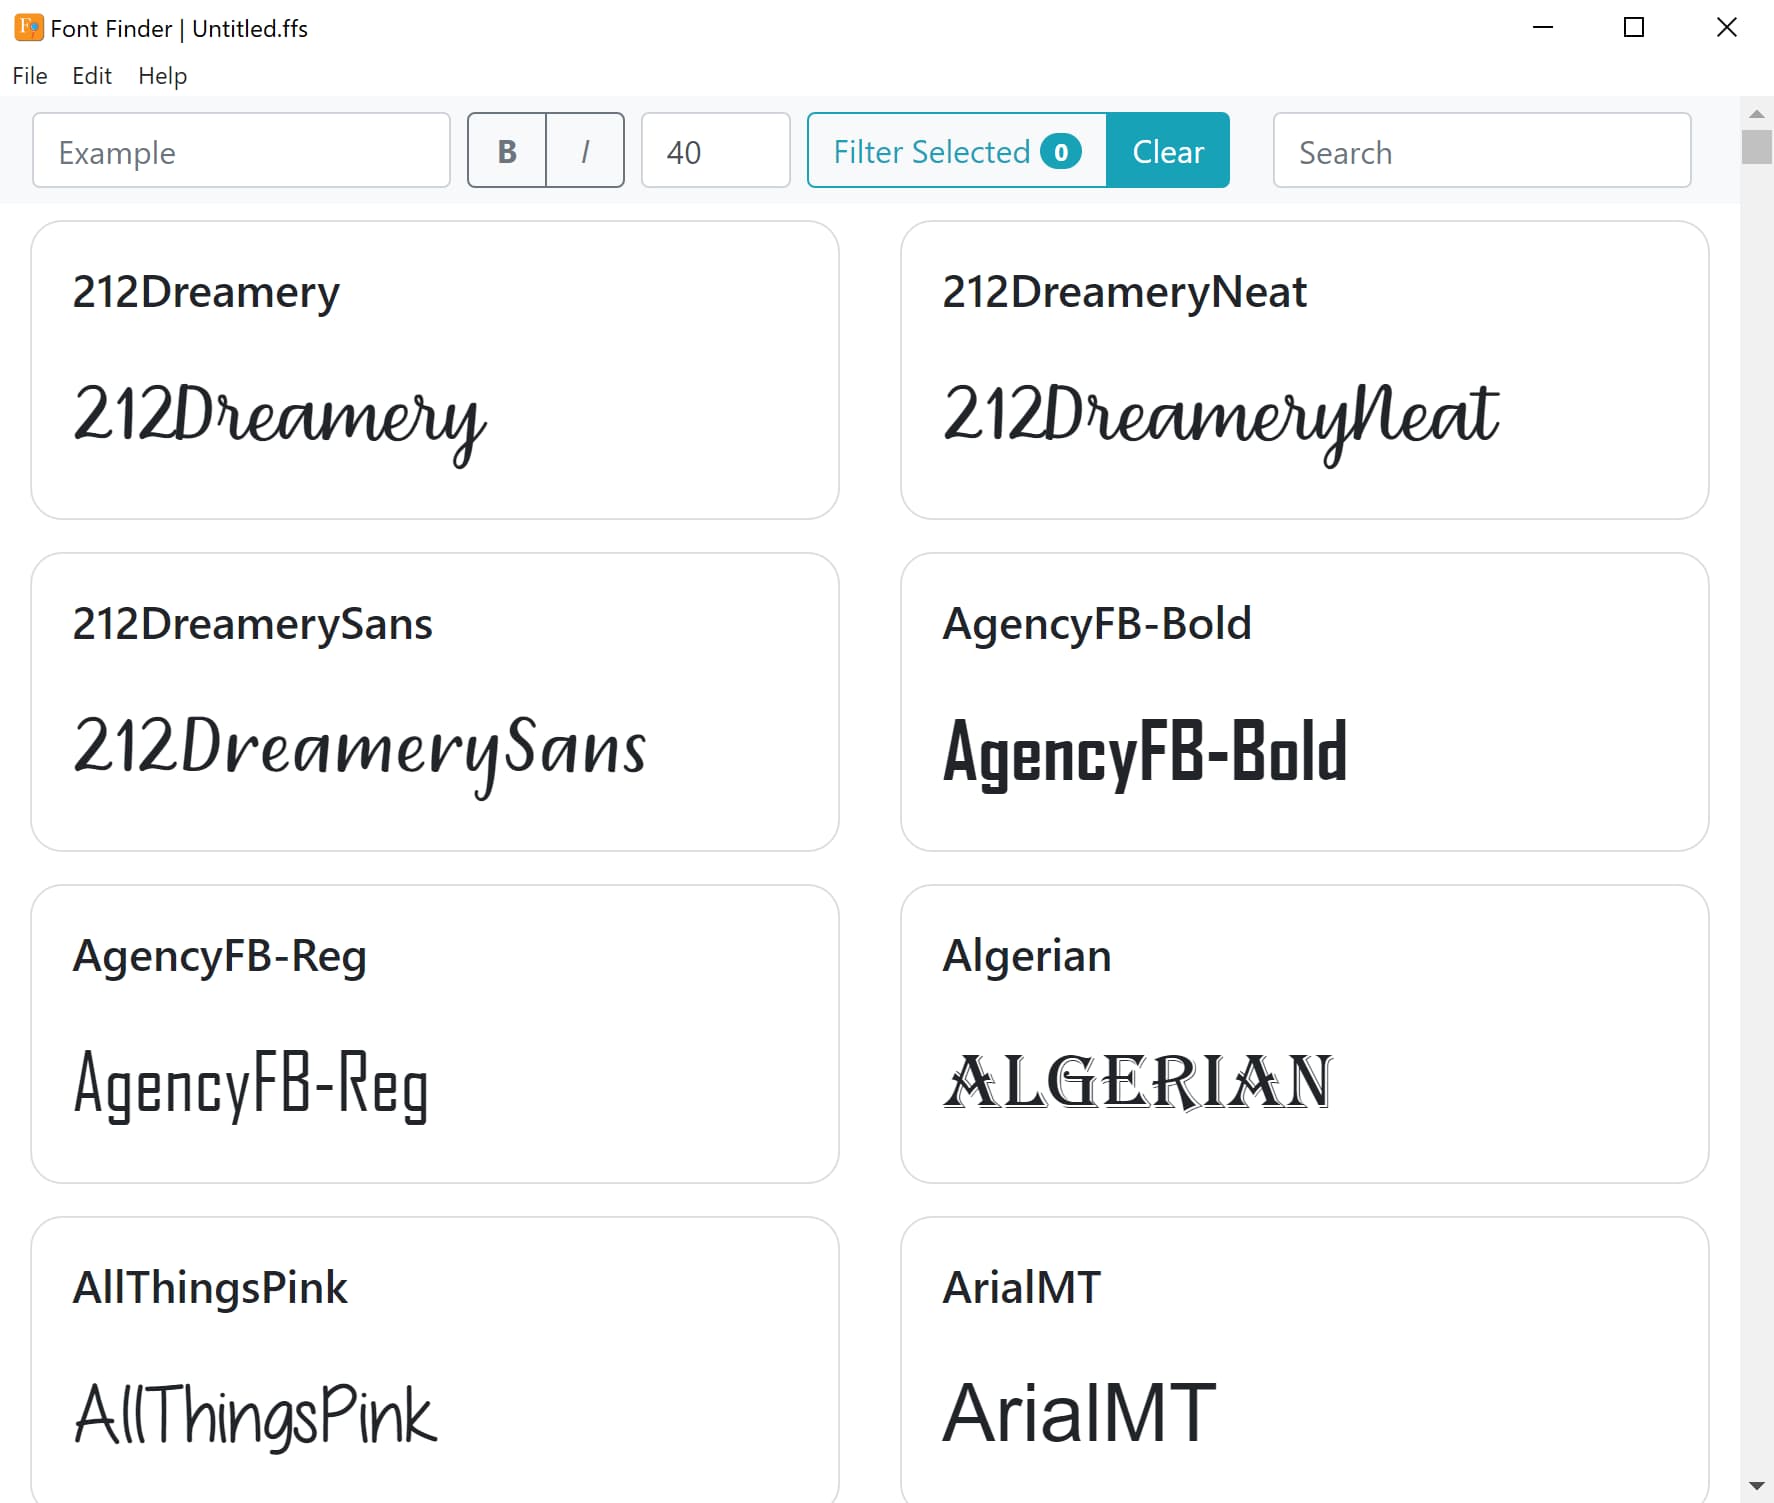 Font Finder | Untitled.ffs
File Edit Help
Example B I 40 Filter Selected 0 Clear Search
212Dreamery
212Dreamery
212DreameryNeat
212DreameryNeat
212DreamerySans
212DreamerySans
AgencyFB-Bold
AgencyFB-Bold
AgencyFB-Reg
AgencyFB-Reg
Algerian
ALGERIAN
AllThingsPink
AllThingsPink
ArialMT
ArialMT